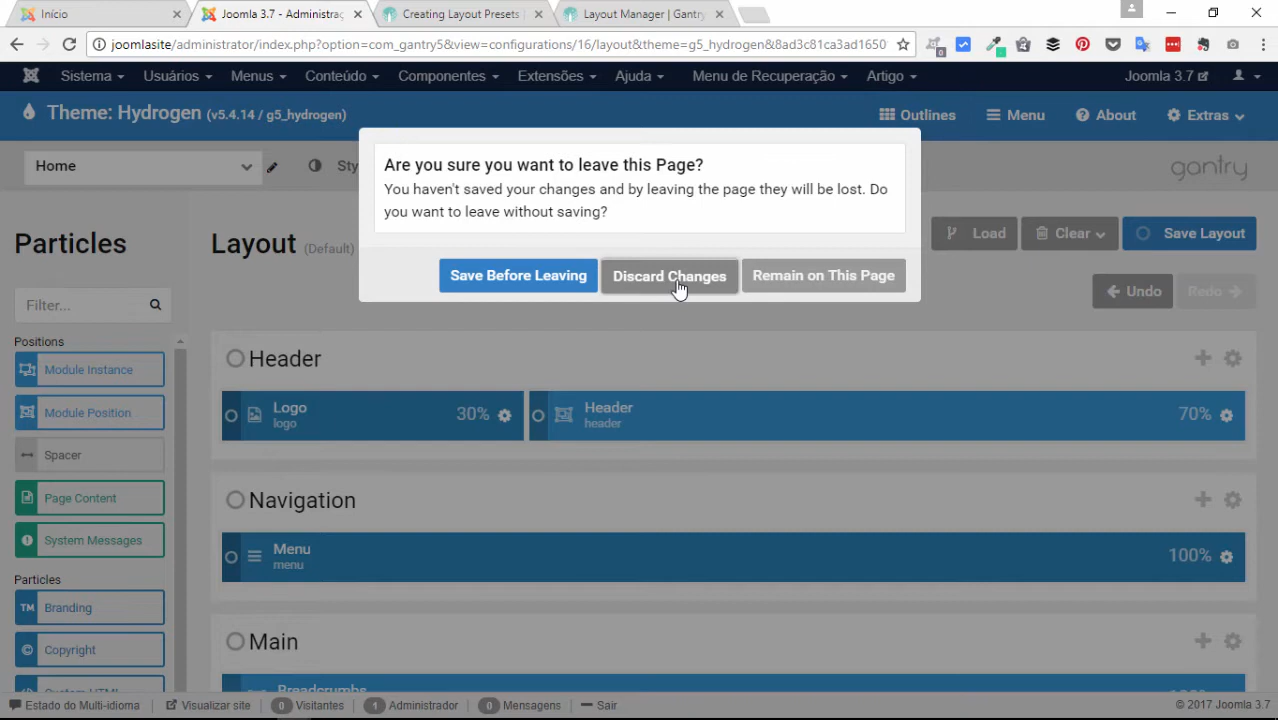 Início
Joomla 3.7 - Administraç
Creating Layout Presets
Layout Manager | Gantry
joomlasite/administrator/index.php?option=com_gantry5&view=configurations/16/layout&theme=g5_hydrogen&8ad3c81ca3ad1650
0
Sistema
Usuários
Menus
Conteúdo
Componentes
Extensões
Ajuda
Menu de Recuperação
Artigo
Joomla 3.7
Theme: Hydrogen (v5.4.14 / g5_hydrogen)
Outlines
Menu
About
Extras
Home
Sty
gantry
Are you sure you want to leave this Page?
You haven't saved your changes and by leaving the page they will be lost. Do
you want to leave without saving?
Save Before Leaving
Discard Changes
Remain on This Page
Particles
Layout (Default)
Load
Clear
Save Layout
Filter...
Undo
Redo
Positions
Module Instance
Module Position
Spacer
Page Content
System Messages
Particles
TM Branding
Copyright
Header
Logo
logo
30%
Header
header
70%
Navigation
Menu
menu
100%
Main
Breadcrumbs
Estado do Multi-idioma
Visualizar site
0 Visitantes
1 Administrador
0 Mensagens
Sair
© 2017 Joomla 3.7